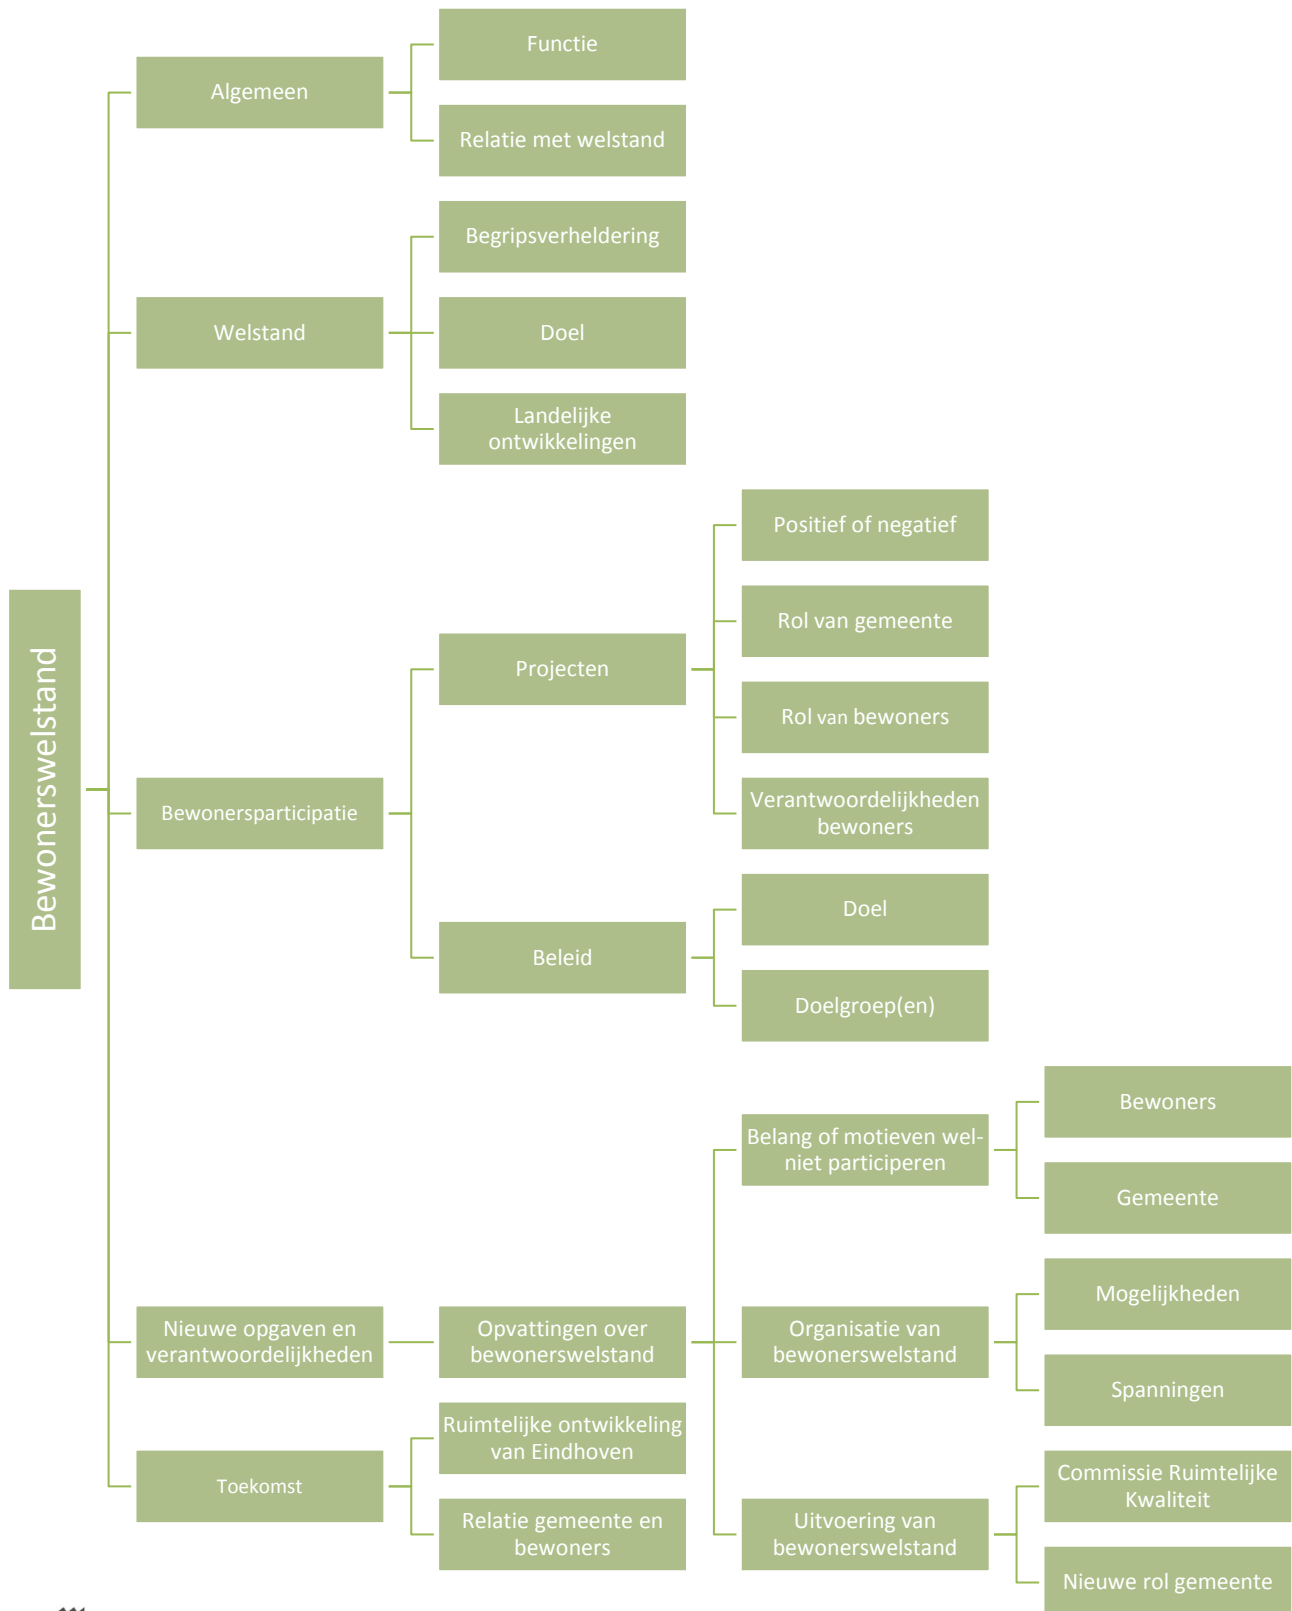 Bewonerswelstand
Algemeen
Functie
Relatie met welstand
Welstand
Begripsverheldering
Doel
Landelijke
ontwikkelingen
Bewonersparticipatie
Projecten
Positief of negatief
Rol van gemeente
Rol van bewoners
Verantwoordelijkheden
bewoners
Beleid
Doel
Doelgroep(en)
Nieuwe opgaven en
verantwoordelijkheden
Opvattingen over
bewonerswelstand
Belang of motieven wel-
niet participeren
Bewoners
Gemeente
Organisatie van
bewonerswelstand
Mogelijkheden
Spanningen
Uitvoering van
bewonerswelstand
Commissie Ruimtelijke
Kwaliteit
Nieuwe rol gemeente
Toekomst
Ruimtelijke ontwikkeling
van Eindhoven
Relatie gemeente en
bewoners